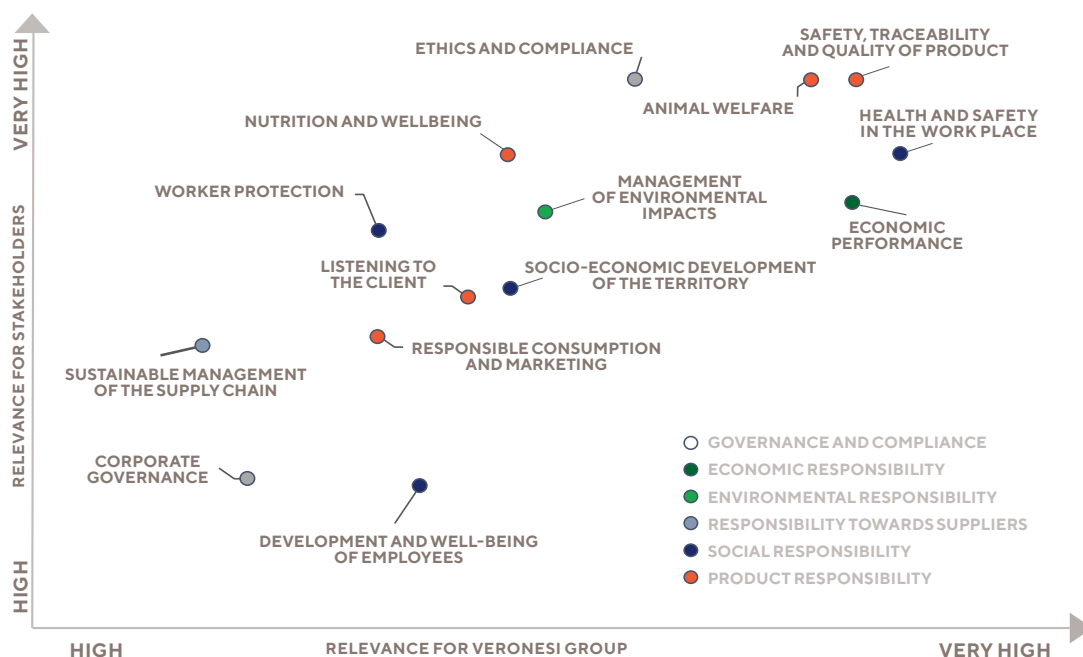 VERY HIGH
RELEVANCE FOR STAKEHOLDERS
HIGH
ETHICS AND COMPLIANCE
SAFETY, TRACEABILITY
AND QUALITY OF PRODUCT
ANIMAL WELFARE
NUTRITION AND WELLBEING
HEALTH AND SAFETY
IN THE WORK PLACE
WORKER PROTECTION
MANAGEMENT
OF ENVIRONMENTAL
IMPACTS
ECONOMIC
PERFORMANCE
LISTENING TO
THE CLIENT
SOCIO-ECONOMIC DEVELOPMENT
OF THE TERRITORY
RESPONSIBLE CONSUMPTION
AND MARKETING
SUSTAINABLE MANAGEMENT
OF THE SUPPLY CHAIN
CORPORATE
GOVERNANCE
DEVELOPMENT AND WELL-BEING
OF EMPLOYEES
GOVERNANCE AND COMPLIANCE
ECONOMIC RESPONSIBILITY
ENVIRONMENTAL RESPONSIBILITY
RESPONSIBILITY TOWARDS SUPPLIERS
SOCIAL RESPONSIBILITY
PRODUCT RESPONSIBILITY
HIGH
RELEVANCE FOR VERONESI GROUP
VERY HIGH